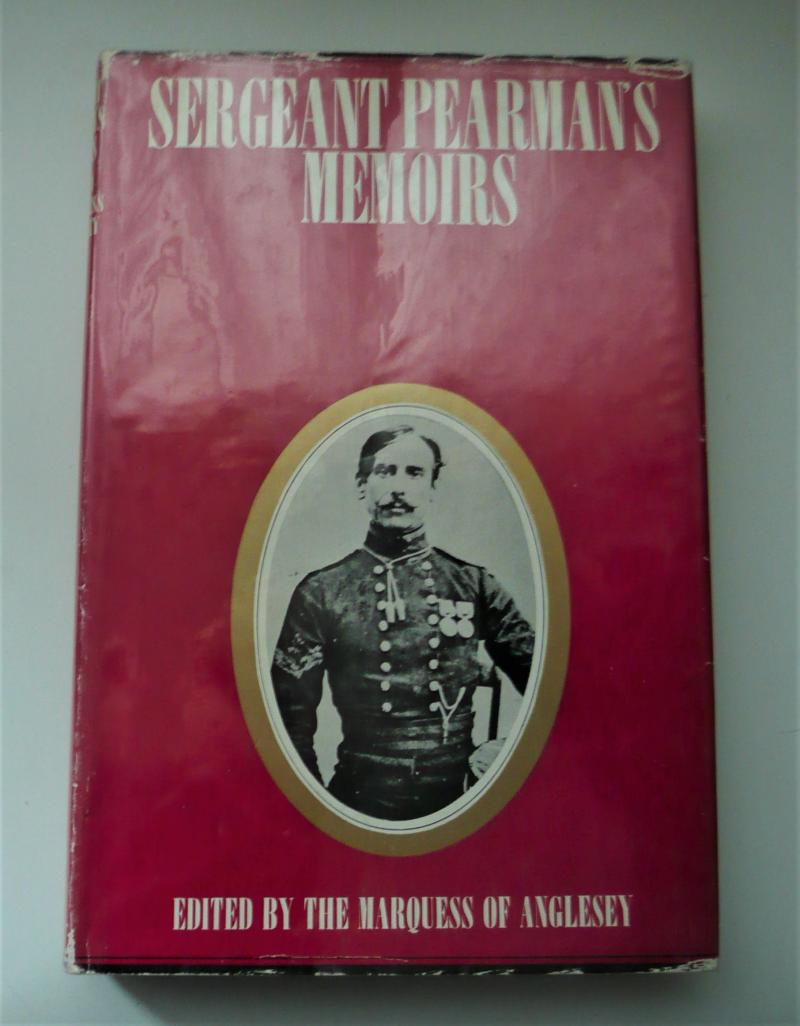 SERGEANT PEARMAN'S
MEMOIRS
EDITED BY THE MARQUESS OF ANGLESEY